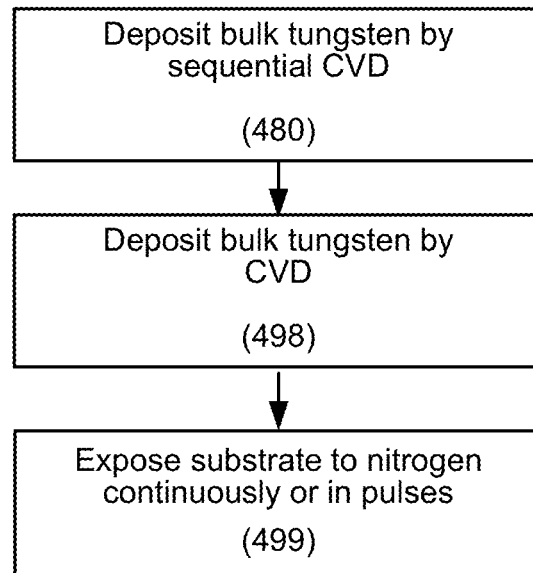 Deposit bulk tungsten by
sequential CVD
(480)
Deposit bulk tungsten by
CVD
(498)
Expose substrate to nitrogen
continuously or in pulses
(499)